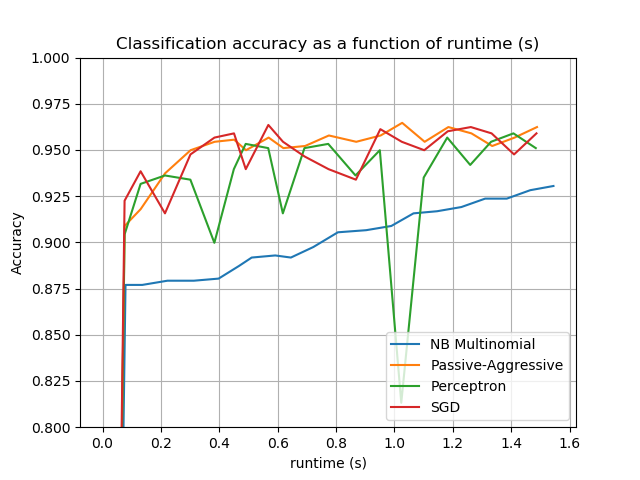 Classification accuracy as a function of runtime (s)
1.000
0.975
0.950
0.925
0.900
0.875
0.850
0.825
0.800
Accuracy
NB Multinomial
Passive-Aggressive
Perceptron
SGD
0.0 0.2 0.4 0.6 0.8 1.0 1.2 1.4 1.6
runtime (s)